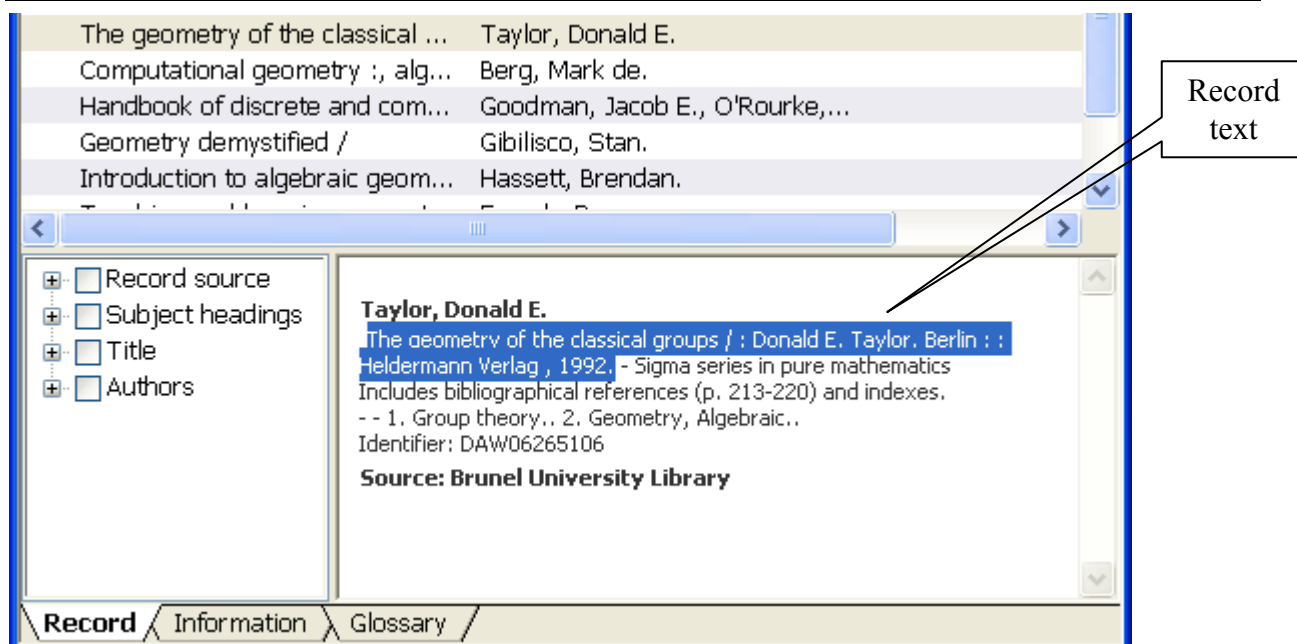 The geometry of the classical ... Taylor, Donald E.
Computational geometry :, alg... Berg, Mark de.
Handbook of discrete and com... Goodman, Jacob E., O'Rourke,...
Geometry demystified / Gibilisco, Stan.
Introduction to algebraic geom... Hassett, Brendan.
Record
text
Record source
Subject headings
Title
Authors
Taylor, Donald E.
The geometry of the classical groups / : Donald E. Taylor. Berlin : :
Heldermann Verlag , 1992. - Sigma series in pure mathematics
Includes bibliographical references (p. 213-220) and indexes.
- - 1. Group theory.. 2. Geometry, Algebraic..
Identifier: DAW06265106
Source: Brunel University Library
Record Information Glossary